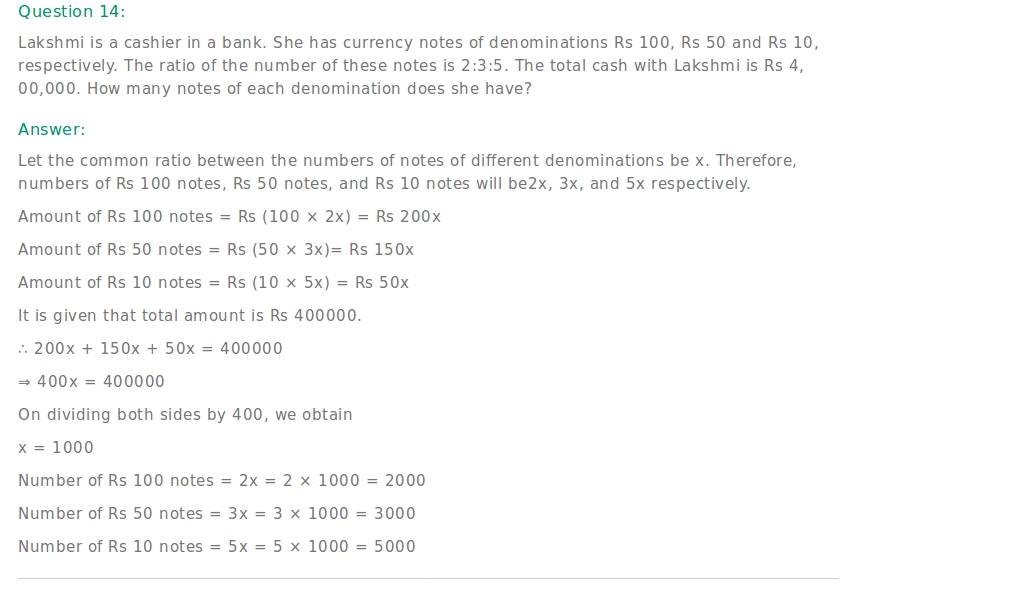 Question 14:
Lakshmi is a cashier in a bank. She has currency notes of denominations Rs 100, Rs 50 and Rs 10,
respectively. The ratio of the number of these notes is 2:3:5. The total cash with Lakshmi is Rs 4,
00,000. How many notes of each denomination does she have?
Answer:
Let the common ratio between the numbers of notes of different denominations be x. Therefore,
numbers of Rs 100 notes, Rs 50 notes, and Rs 10 notes will be2x, 3x, and 5x respectively.
Amount of Rs 100 notes = Rs (100 × 2x) = Rs 200x
Amount of Rs 50 notes = Rs (50 × 3x)= Rs 150x
Amount of Rs 10 notes = Rs (10 × 5x) = Rs 50x
It is given that total amount is Rs 400000.
∴ 200x + 150x + 50x = 400000
⇒ 400x = 400000
On dividing both sides by 400, we obtain
x = 1000
Number of Rs 100 notes = 2x = 2 × 1000 = 2000
Number of Rs 50 notes = 3x = 3 × 1000 = 3000
Number of Rs 10 notes = 5x = 5 × 1000 = 5000